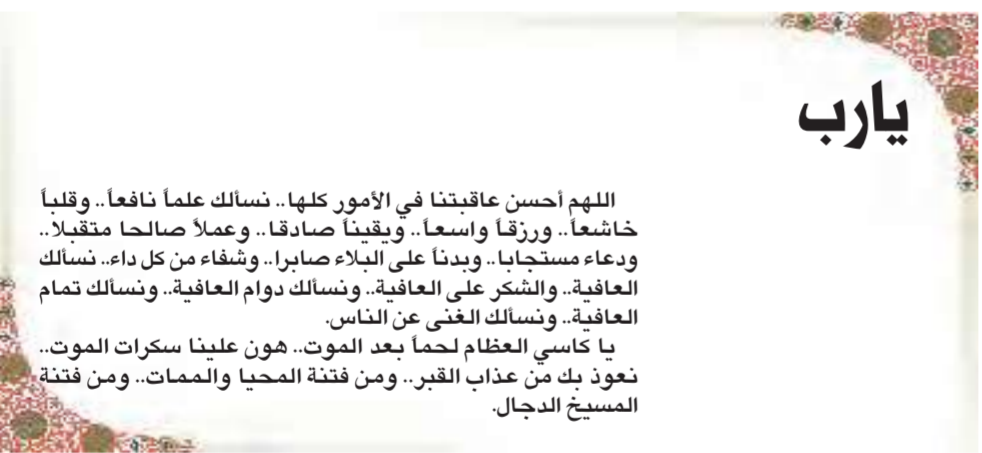 يارب
اللهم أحسن عاقبتنا في الأمور كلها.. نسألك علماً نافعاً.. وقلباً
خاشعاً.. ورزقاً واسعاً.. ويقيناً صادقا.. وعملاً صالحا متقبلا..
ودعاء مستجابا.. وبدناً على البلاء صابرا.. وشفاء من كل داء.. نسألك
العافية.. والشكر على العافية.. ونسألك دوام العافية.. ونسألك تمام
العافية.. ونسألك الغنى عن الناس.
يا كاسي العظام لحماً بعد الموت.. هون علينا سكرات الموت..
نعوذ بك من عذاب القبر.. ومن فتنة المحيا والممات.. ومن فتنة
المسيخ الدجال.